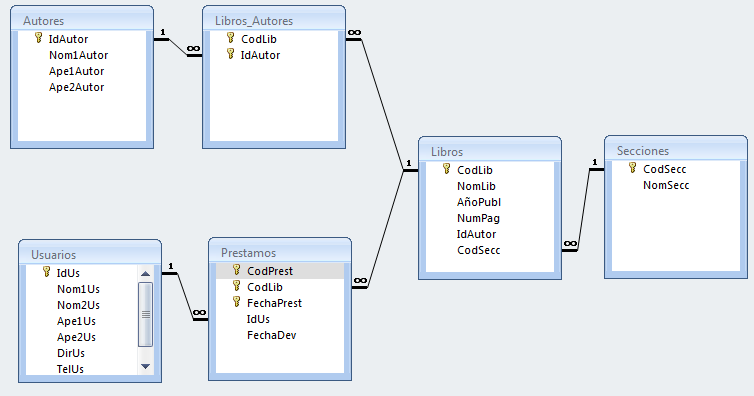 Autores
IdAutor
Nom1Autor
Ape1Autor
Ape2Autor
1
∞
Libros_Autores
CodLib
IdAutor
∞
1
Libros
CodLib
NomLib
AñoPubl
NumPag
IdAutor
CodSecc
∞
1
Secciones
CodSecc
NomSecc
Usuarios
IdUs
Nom1Us
Nom2Us
Ape1Us
Ape2Us
DirUs
TelUs
1
∞
Prestamos
CodPrest
CodLib
FechaPrest
IdUs
FechaDev
∞